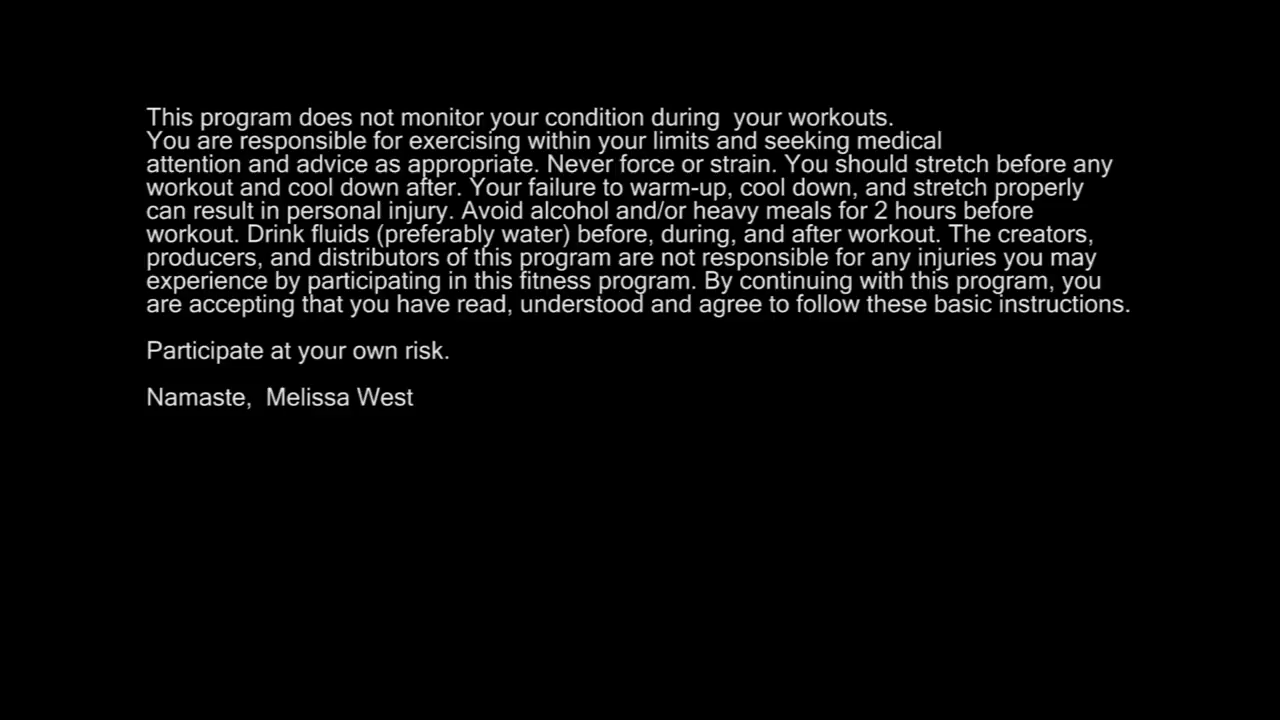 This program does not monitor your condition during  your workouts.
You are responsible for exercising within your limits and seeking medical
attention and advice as appropriate. Never force or strain. You should stretch before any
workout and cool down after. Your failure to warm-up, cool down, and stretch properly
can result in personal injury. Avoid alcohol and/or heavy meals for 2 hours before
workout. Drink fluids (preferably water) before, during, and after workout. The creators,
producers, and distributors of this program are not responsible for any injuries you may
experience by participating in this fitness program. By continuing with this program, you
are accepting that you have read, understood and agree to follow these basic instructions.
Participate at your own risk.
Namaste,  Melissa West